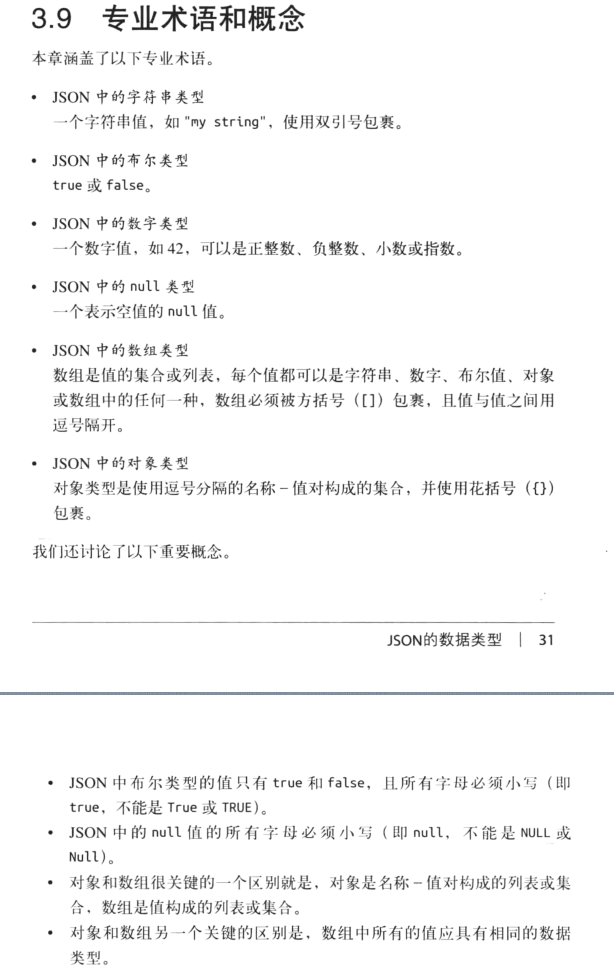 3.9 专业术语和概念
本章涵盖了以下专业术语。
• JSON 中的字符串类型
一个字符串值，如 "my string"，使用双引号包裹。
• JSON 中的布尔类型
true 或 false。
• JSON 中的数字类型
一个数字值，如 42，可以是正整数、负整数、小数或指数。
• JSON 中的 null 类型
一个表示空值的 null 值。
• JSON 中的数组类型
数组是值的集合或列表，每个值都可以是字符串、数字、布尔值、对象
或数组中的任何一种，数组必须被方括号（[]）包裹，且值与值之间用
逗号隔开。
• JSON 中的对象类型
对象类型是使用逗号分隔的名称 – 值对构成的集合，并使用花括号（{}）
包裹。
我们还讨论了以下重要概念。
JSON的数据类型 | 31
• JSON 中布尔类型的值只有 true 和 false，且所有字母必须小写（即
true，不能是 True 或 TRUE）。
• JSON 中的 null 值的所有字母必须小写（即 null，不能是 NULL 或
Null）。
• 对象和数组很关键的一个区别就是，对象是名称 – 值对构成的列表或集
合，数组是值构成的列表或集合。
• 对象和数组另一个关键的区别是，数组中所有的值应具有相同的数据
类型。